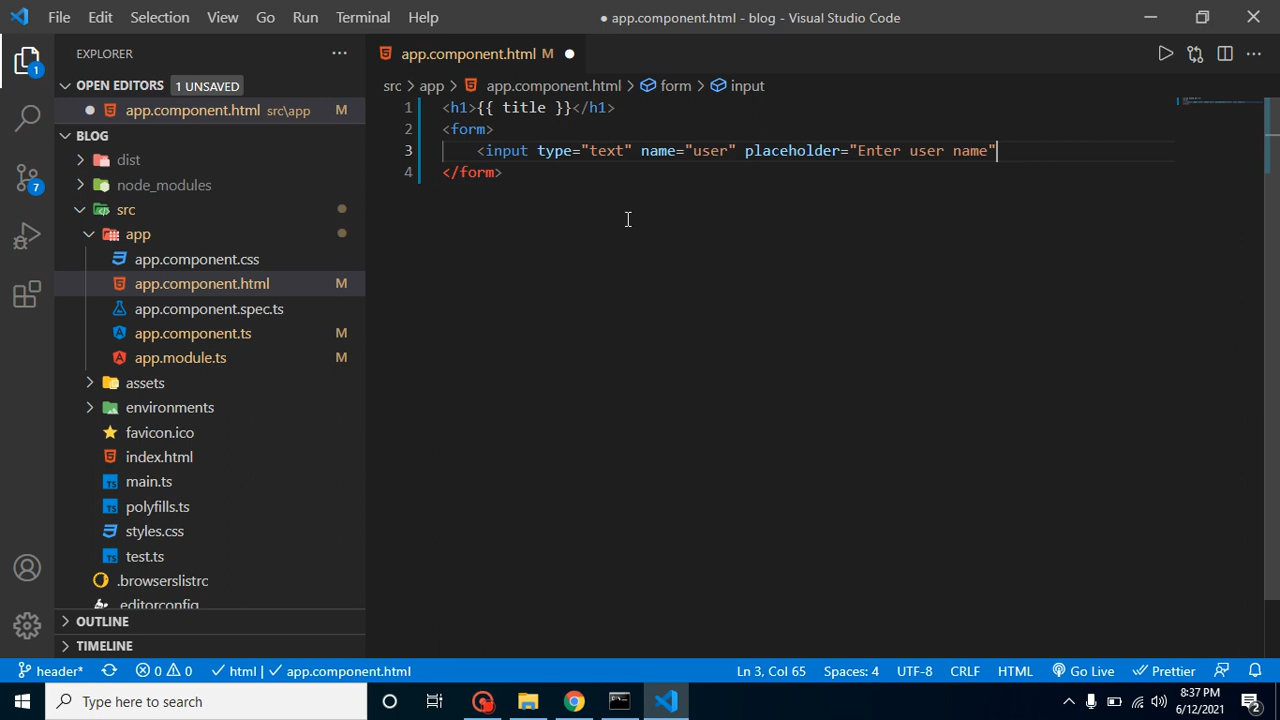 File Edit Selection View Go Run Terminal Help
● app.component.html - blog - Visual Studio Code
EXPLORER
OPEN EDITORS 1 UNSAVED
app.component.html src\app M
BLOG
dist
node_modules
src
app
app.component.css
app.component.html M
app.component.spec.ts
app.component.ts M
app.module.ts M
assets
environments
favicon.ico
index.html
main.ts
polyfills.ts
styles.css
test.ts
.browserslistrc
.editorconfig
OUTLINE
TIMELINE
1
7
app.component.html M
src > app > app.component.html > form > input
1 <h1>{{ title }}</h1>
2 <form>
3 <input type="text" name="user" placeholder="Enter user name"
4 </form>
header* 0 0 html | app.component.html Ln 3, Col 65 Spaces: 4 UTF-8 CRLF HTML Go Live Prettier
Type here to search
8:37 PM
6/12/2021
2